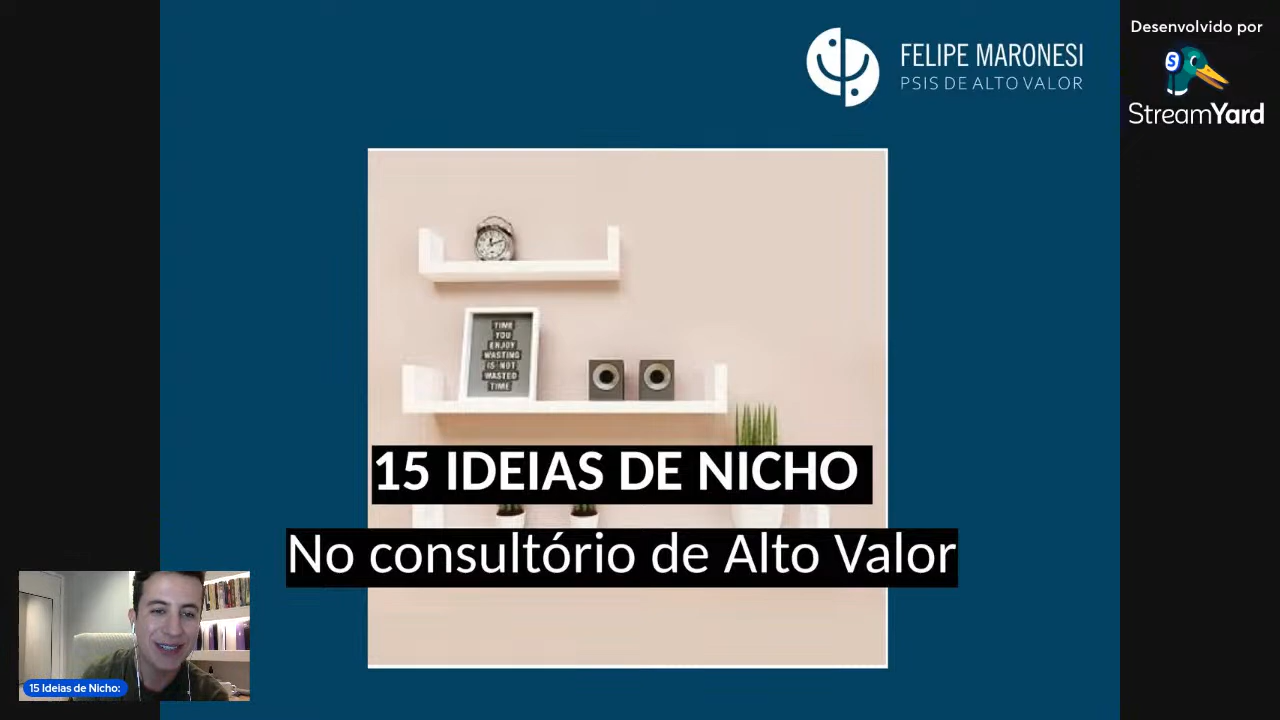 FELIPE MARONESI
PSIS DE ALTO VALOR
Desenvolvido por
S
StreamYard
TIME
YOU
ENJOY
WASTING
IS NOT
WASTED
TIME
15 IDEIAS DE NICHO
No consultório de Alto Valor
15 Ideias de Nicho: